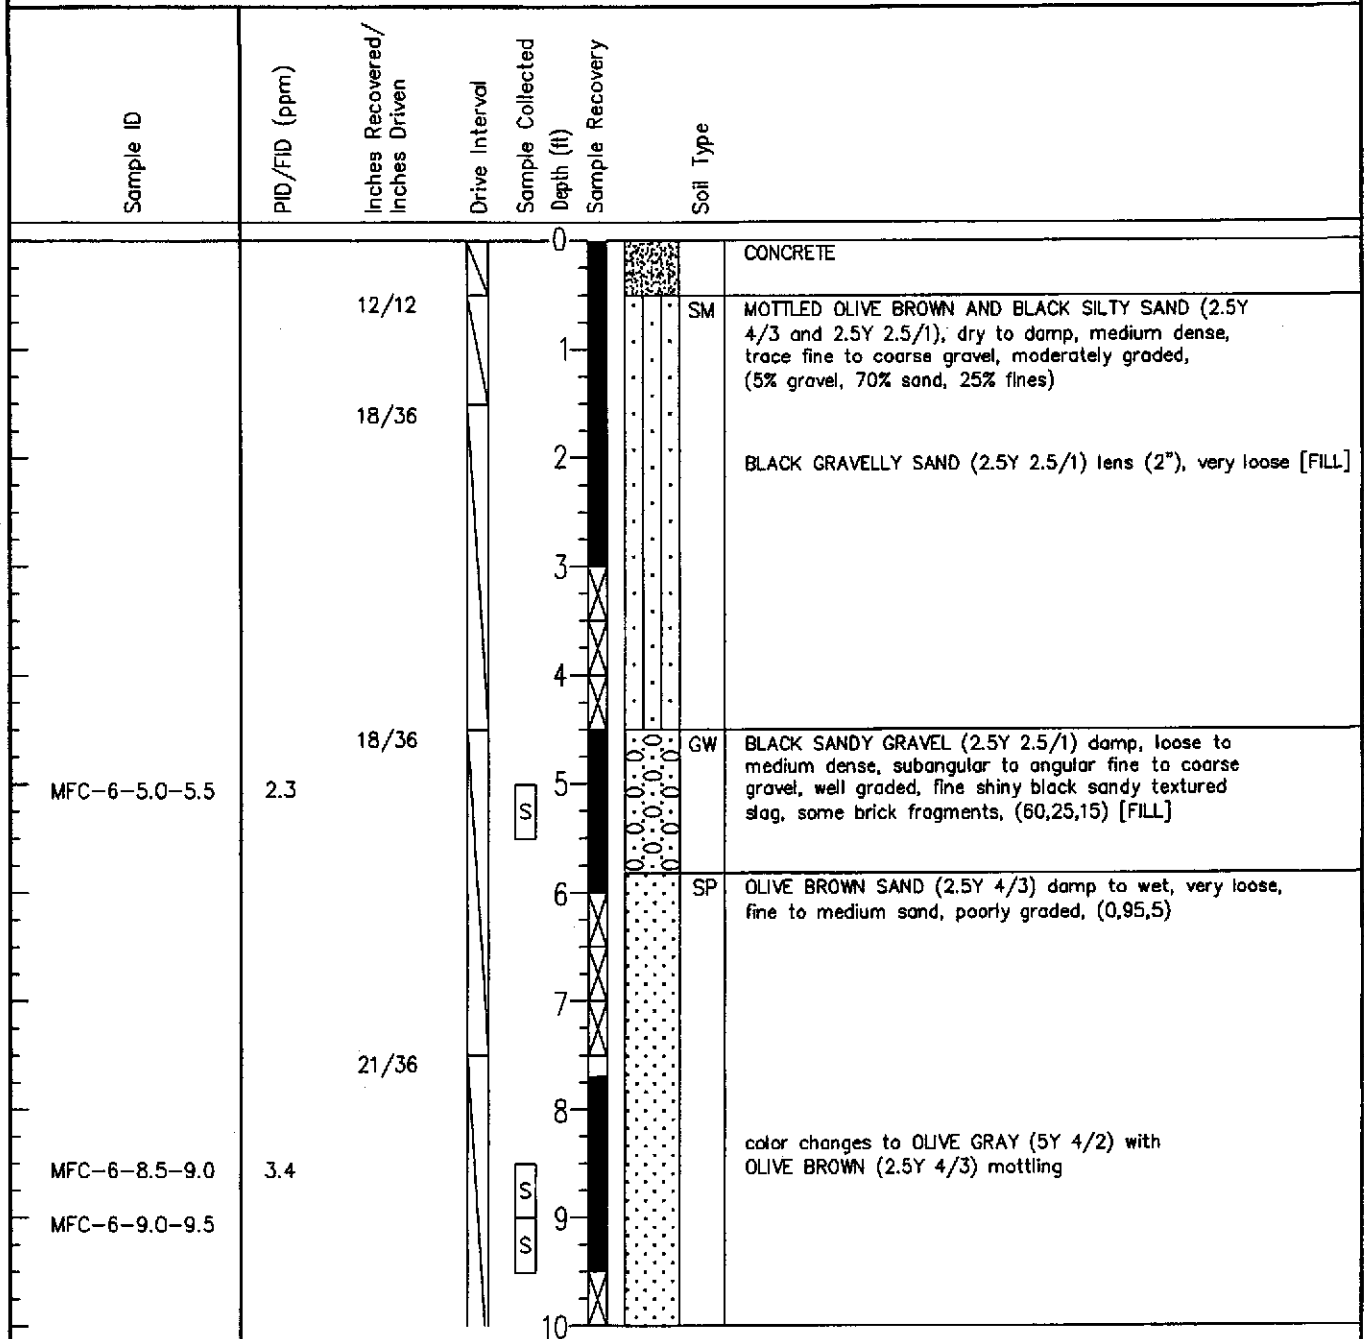 Sample ID
PID/FID (ppm)
Inches Recovered/
Inches Driven
Drive Interval
Sample Collected
Depth (ft)
Sample Recovery
Soil Type
0
CONCRETE
12/12
SM
MOTTLED OLIVE BROWN AND BLACK SILTY SAND (2.5Y
4/3 and 2.5Y 2.5/1), dry to damp, medium dense,
trace fine to coarse gravel, moderately graded,
(5% gravel, 70% sand, 25% fines)
1
18/36
2
BLACK GRAVELLY SAND (2.5Y 2.5/1) lens (2"), very loose [FILL]
3
4
18/36
GW
BLACK SANDY GRAVEL (2.5Y 2.5/1) damp, loose to
medium dense, subangular to angular fine to coarse
gravel, well graded, fine shiny black sandy textured
slag, some brick fragments, (60,25,15) [FILL]
MFC-6-5.0-5.5
2.3
S
5
6
SP
OLIVE BROWN SAND (2.5Y 4/3) damp to wet, very loose,
fine to medium sand, poorly graded, (0,95,5)
7
21/36
8
color changes to OLIVE GRAY (5Y 4/2) with
OLIVE BROWN (2.5Y 4/3) mottling
MFC-6-8.5-9.0
3.4
S
MFC-6-9.0-9.5
9
S
10